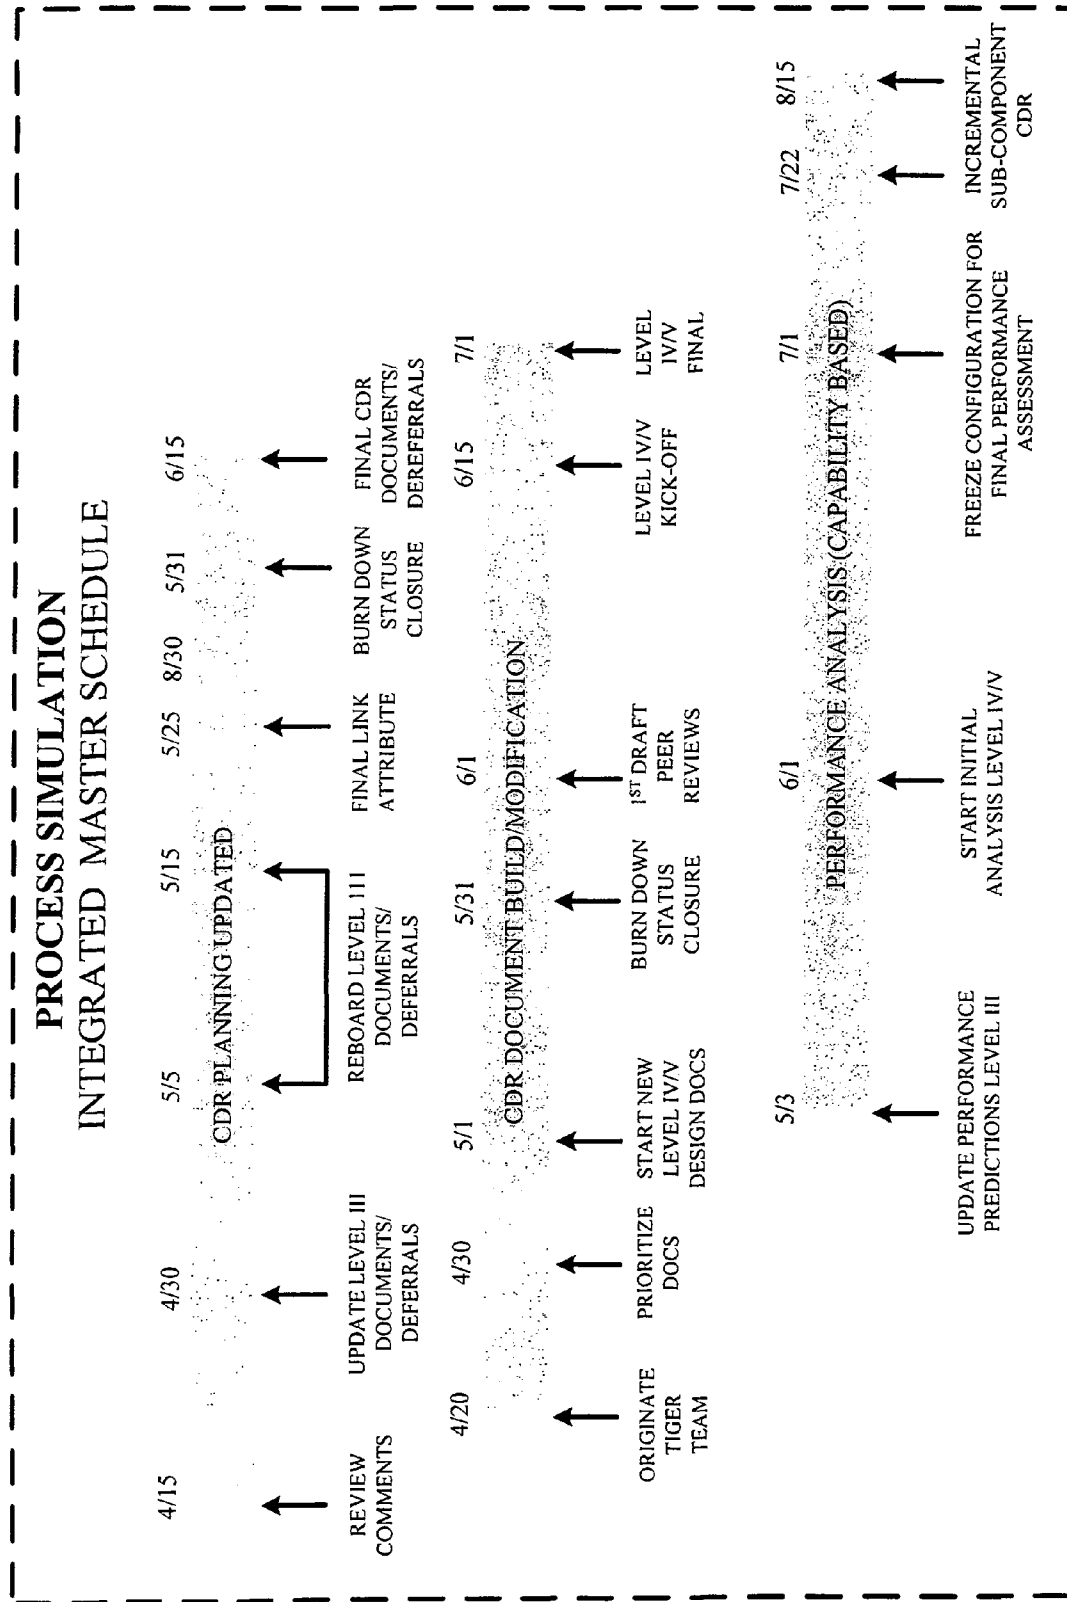 PROCESS SIMULATION
INTEGRATED MASTER SCHEDULE
4/15
4/30
5/5
5/15
5/25
8/30
5/31
6/15
CDR PLANNING UPDATED
REVIEW
COMMENTS
UPDATE LEVEL III
DOCUMENTS/
DEFERRALS
REBOARD LEVEL III
DOCUMENTS/
DEFERRALS
FINAL LINK
ATTRIBUTE
BURN DOWN
STATUS
CLOSURE
FINAL CDR
DOCUMENTS/
DEREFERRALS
4/20
4/30
5/1
5/31
6/1
6/15
7/1
CDR DOCUMENT BUILD/MODIFICATION
ORIGINATE
TIGER
TEAM
PRIORITIZE
DOCS
START NEW
LEVEL IV/V
DESIGN DOCS
BURN DOWN
STATUS
CLOSURE
1ST DRAFT
PEER
REVIEWS
LEVEL IV/V
KICK-OFF
LEVEL
IV/V
FINAL
5/3
6/1
7/1
7/22
8/15
PERFORMANCE ANALYSIS (CAPABILITY BASED)
UPDATE PERFORMANCE
PREDICTIONS LEVEL III
START INITIAL
ANALYSIS LEVEL IV/V
FREEZE CONFIGURATION FOR
FINAL PERFORMANCE
ASSESSMENT
INCREMENTAL
SUB-COMPONENT
CDR